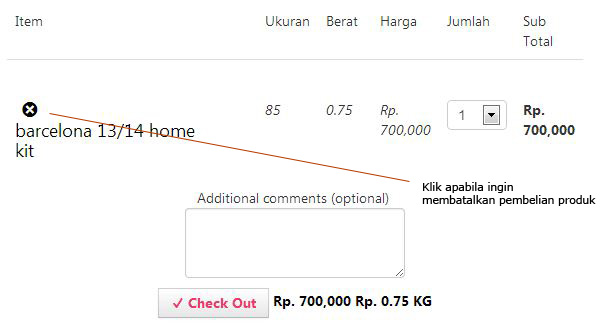 Item Ukuran Berat Harga Jumlah Sub Total
85 0.75 Rp. 700,000 1 Rp. 700,000
barcelona 13/14 home
kit
Klik apabila ingin
membatalkan pembelian produk
Additional comments (optional)
✓ Check Out Rp. 700,000 Rp. 0.75 KG